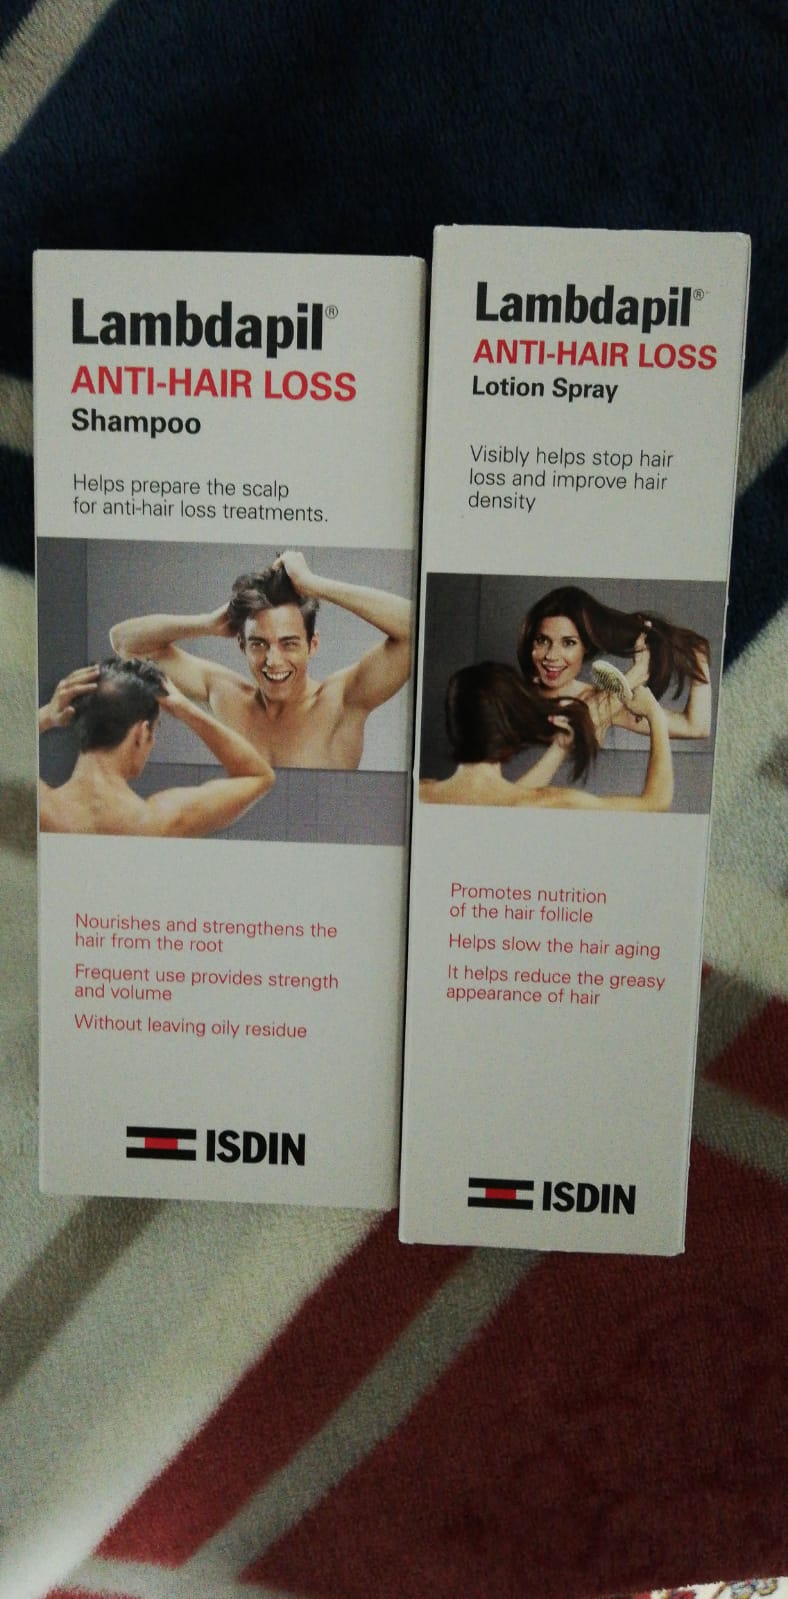 Lambdapil®
ANTI-HAIR LOSS
Shampoo
Helps prepare the scalp
for anti-hair loss treatments.
Nourishes and strengthens the
hair from the root
Frequent use provides strength
and volume
Without leaving oily residue
ISDIN
Lambdapil®
ANTI-HAIR LOSS
Lotion Spray
Visibly helps stop hair
loss and improve hair
density
Promotes nutrition
of the hair follicle
Helps slow the hair aging
It helps reduce the greasy
appearance of hair
ISDIN